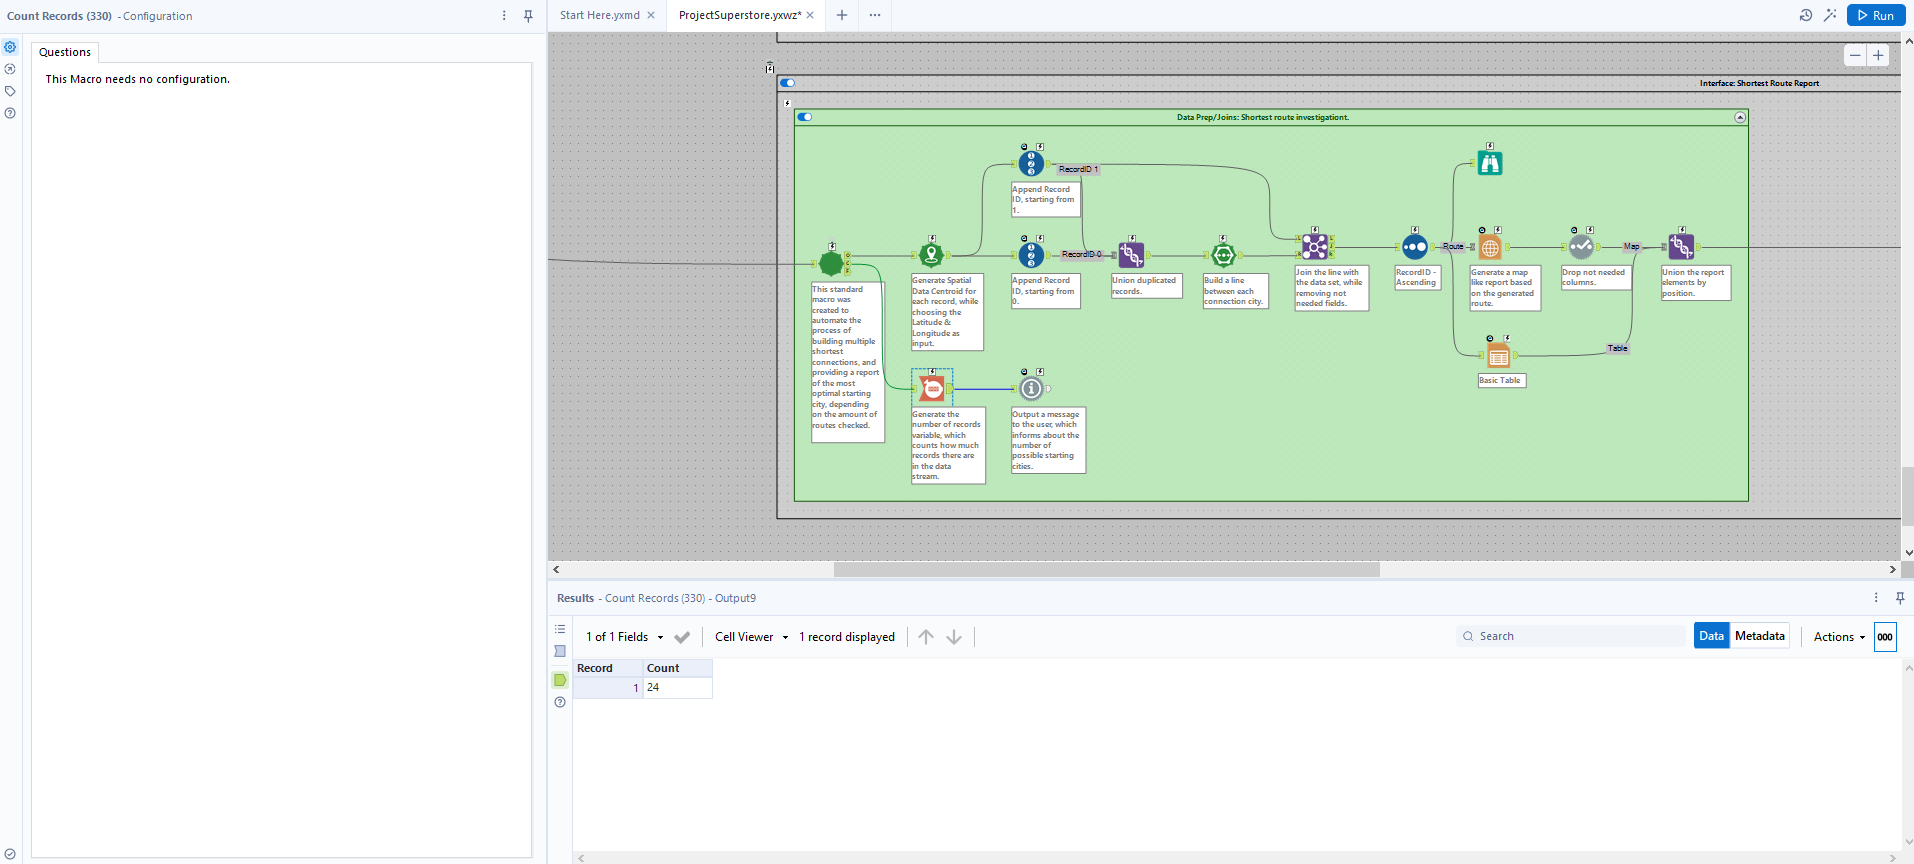 Count Records (330) - Configuration
Questions
This Macro needs no configuration.
Start Here.yxmd
ProjectSuperstore.yxwz*
Run
Interface: Shortest Route Report
Data Prep/Joins: Shortest route investigationt.
RecordID 1
Append Record
ID, starting from
1.
RecordID 0
Route
Map
This standard
macro was
created to
automate the
process of
building multiple
shortest
connections, and
providing a report
of the most
optimal starting
city, depending
on the amount of
routes checked.
Generate Spatial
Data Centroid for
each record, while
choosing the
Latitude &
Longitude as
input.
Append Record
ID, starting from
0.
Union duplicated
records.
Build a line
between each
connection city.
Join the line with
the data set, while
removing not
needed fields.
RecordID -
Ascending
Generate a map
like report based
on the generated
route.
Drop not needed
columns.
Union the report
elements by
position.
Table
Basic Table
Generate the
number of records
variable, which
counts how much
records there are
in the data
stream.
Output a message
to the user, which
informs about the
number of
possible starting
cities.
Results - Count Records (330) - Output9
1 of 1 Fields
Cell Viewer
1 record displayed
Search
Data
Metadata
Actions
000
Record Count
1 24